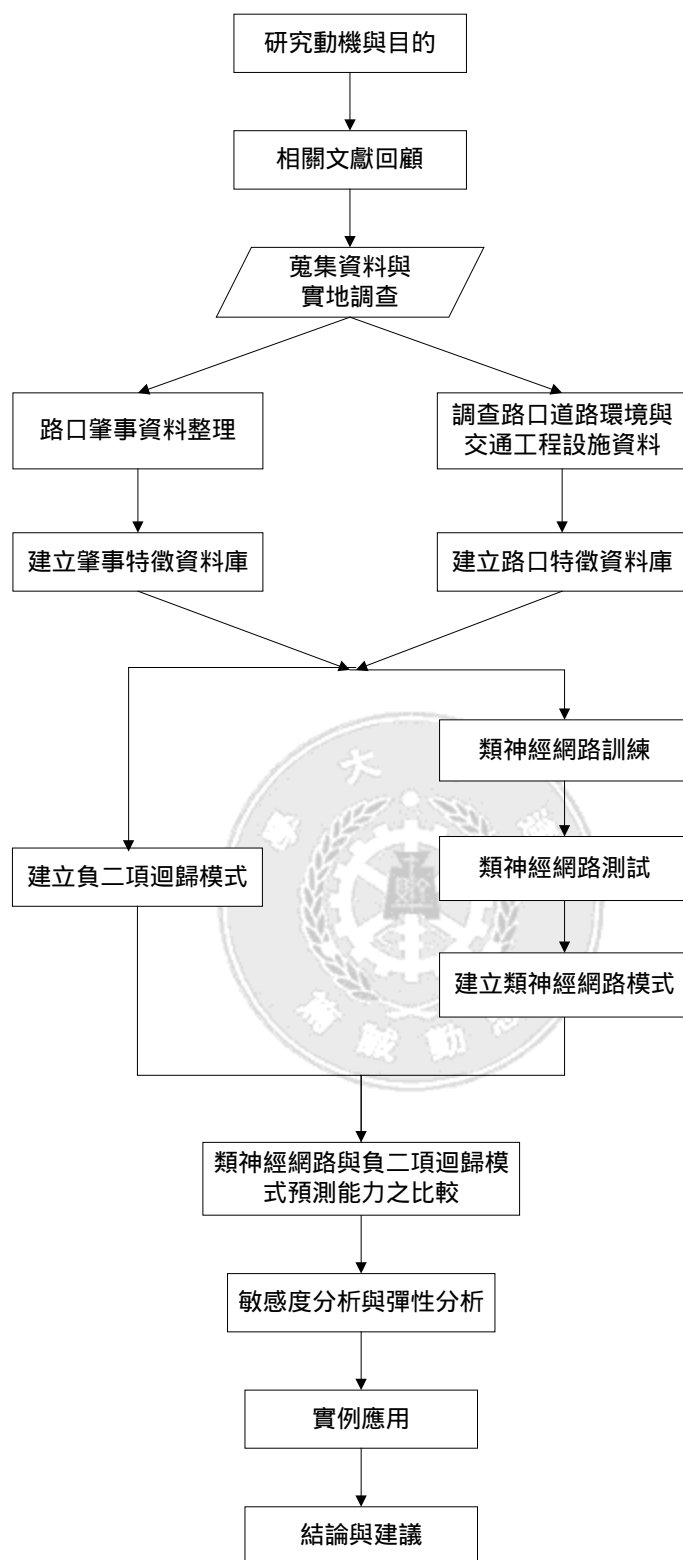 研究動機與目的
相關文獻回顧
蒐集資料與
實地調查
路口肇事資料整理
調查路口道路環境與
交通工程設施資料
建立肇事特徵資料庫
建立路口特徵資料庫
類神經網路訓練
建立負二項迴歸模式
類神經網路測試
建立類神經網路模式
類神經網路與負二項迴歸模
式預測能力之比較
敏感度分析與彈性分析
實例應用
結論與建議